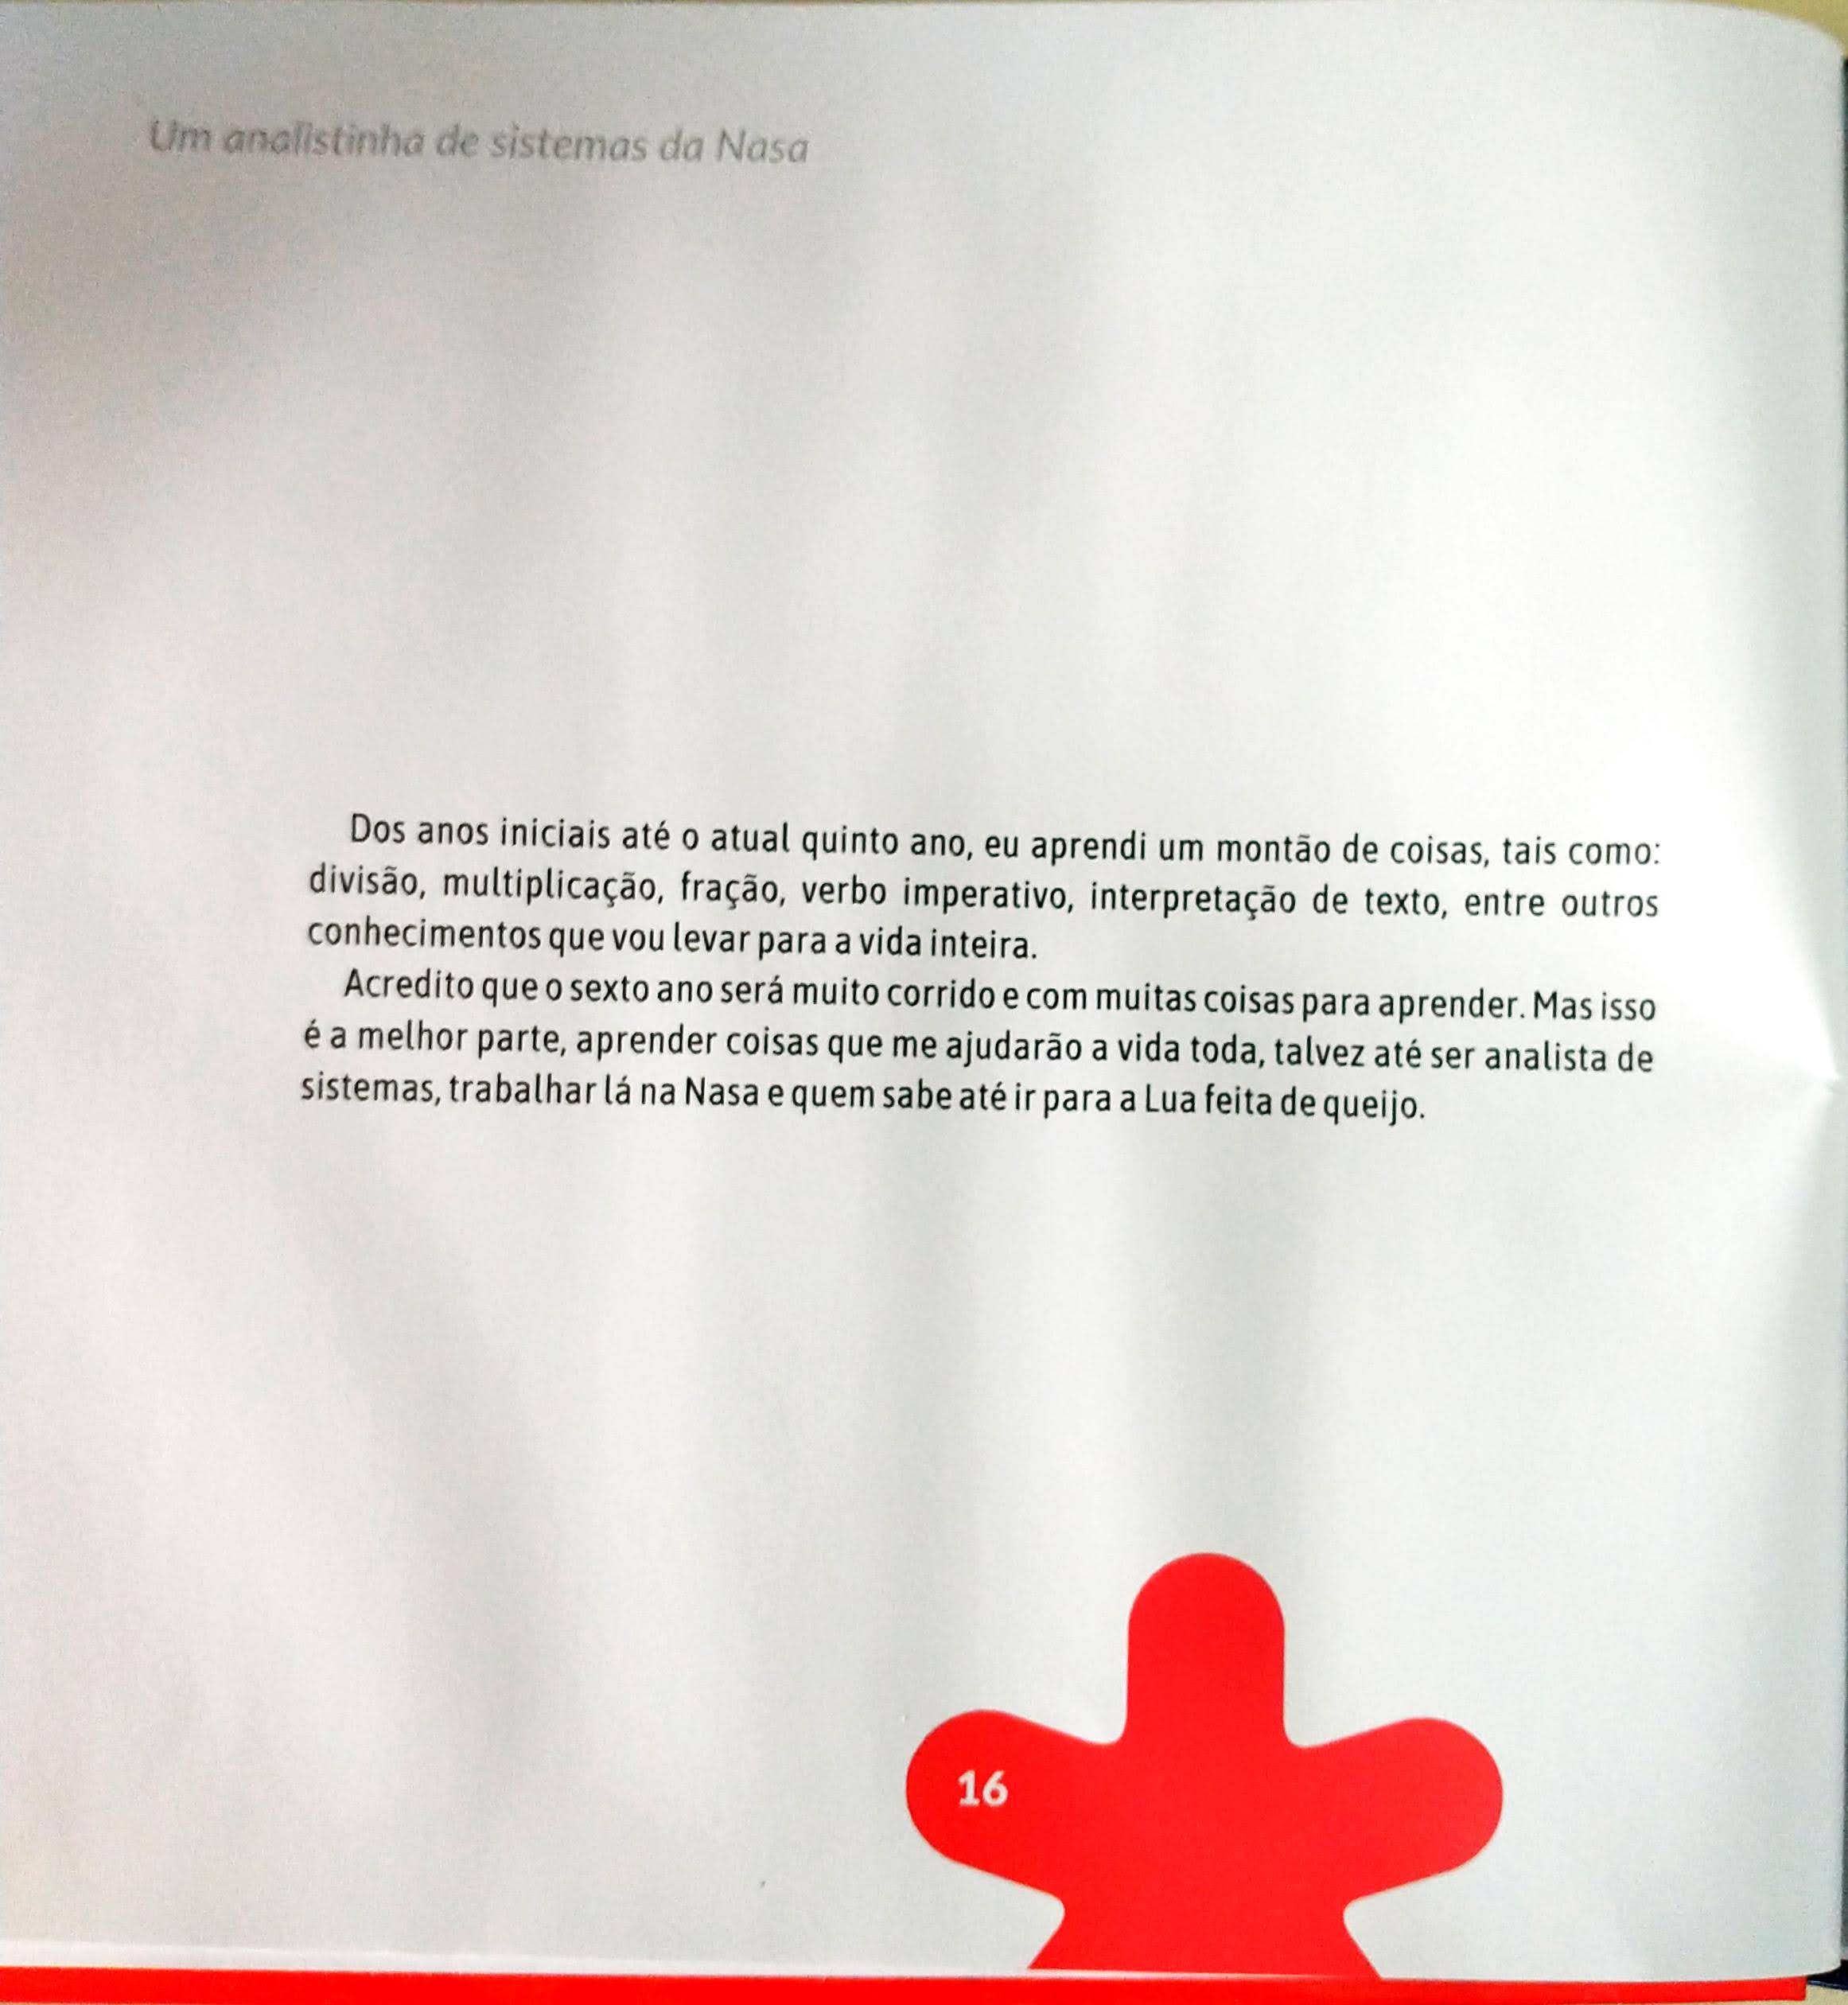 Um analistinha de sistemas da Nasa
Dos anos iniciais até o atual quinto ano, eu aprendi um montão de coisas, tais como:
divisão, multiplicação, fração, verbo imperativo, interpretação de texto, entre outros
conhecimentos que vou levar para a vida inteira.
Acredito que o sexto ano será muito corrido e com muitas coisas para aprender. Mas isso
é a melhor parte, aprender coisas que me ajudarão a vida toda, talvez até ser analista de
sistemas, trabalhar lá na Nasa e quem sabe até ir para a Lua feita de queijo.
16